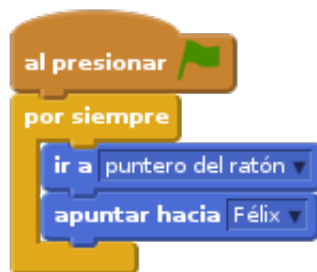 al presionar
por siempre
ir a puntero del ratón
apuntar hacia Félix